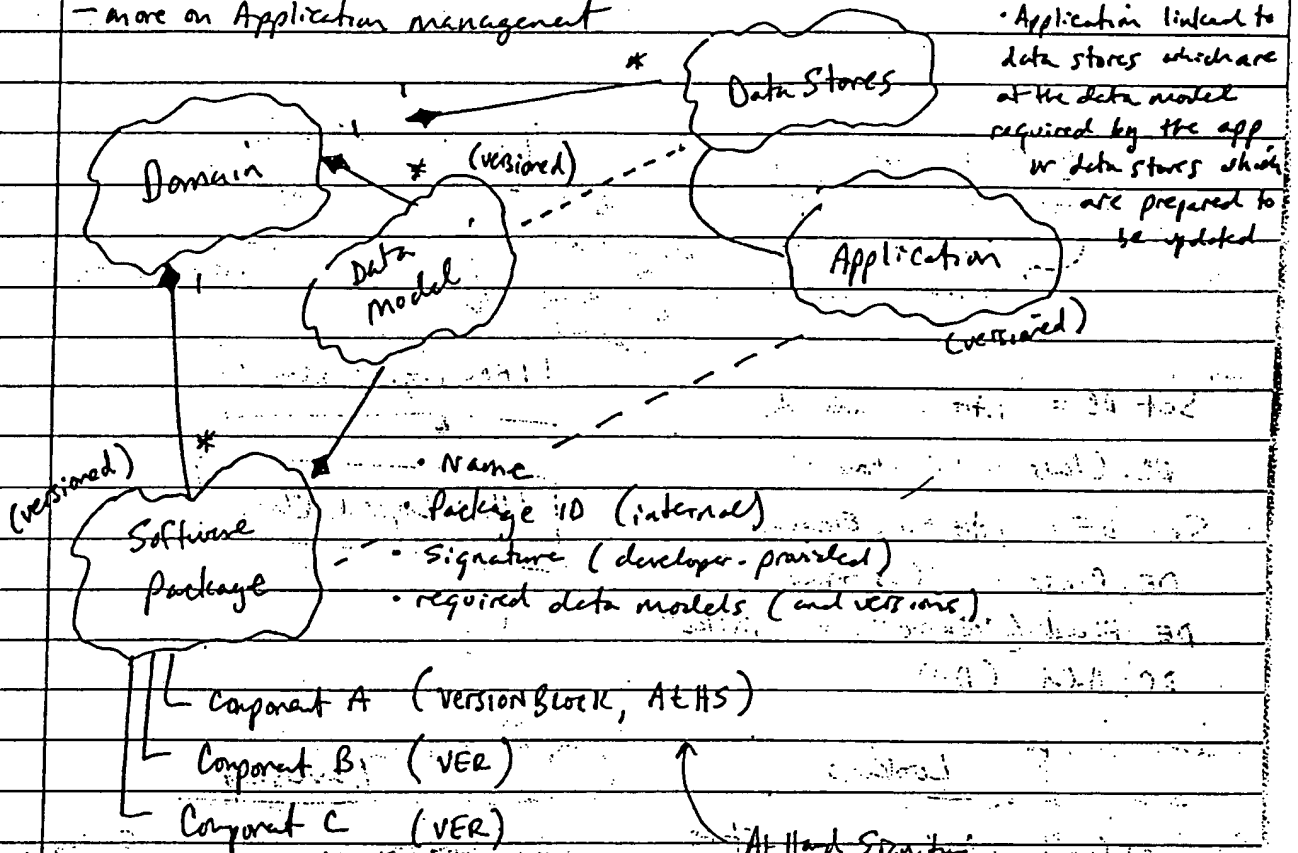 - more on Application management
• Application linked to
data stores which are
at the data model
required by the app
or data stores which
are prepared to
be updated
*
Data Stores
1
1
Domain
*
(versioned)
Data
Model
Application
(versioned)
1
*
(versioned)
Software
Package
• Name
• Package ID (internal)
• Signature (developer-provided)
• required data models (and versions)
Component A (VERSIONBLOCK, AtHS)
Component B (VER)
Component C (VER)
At Hand